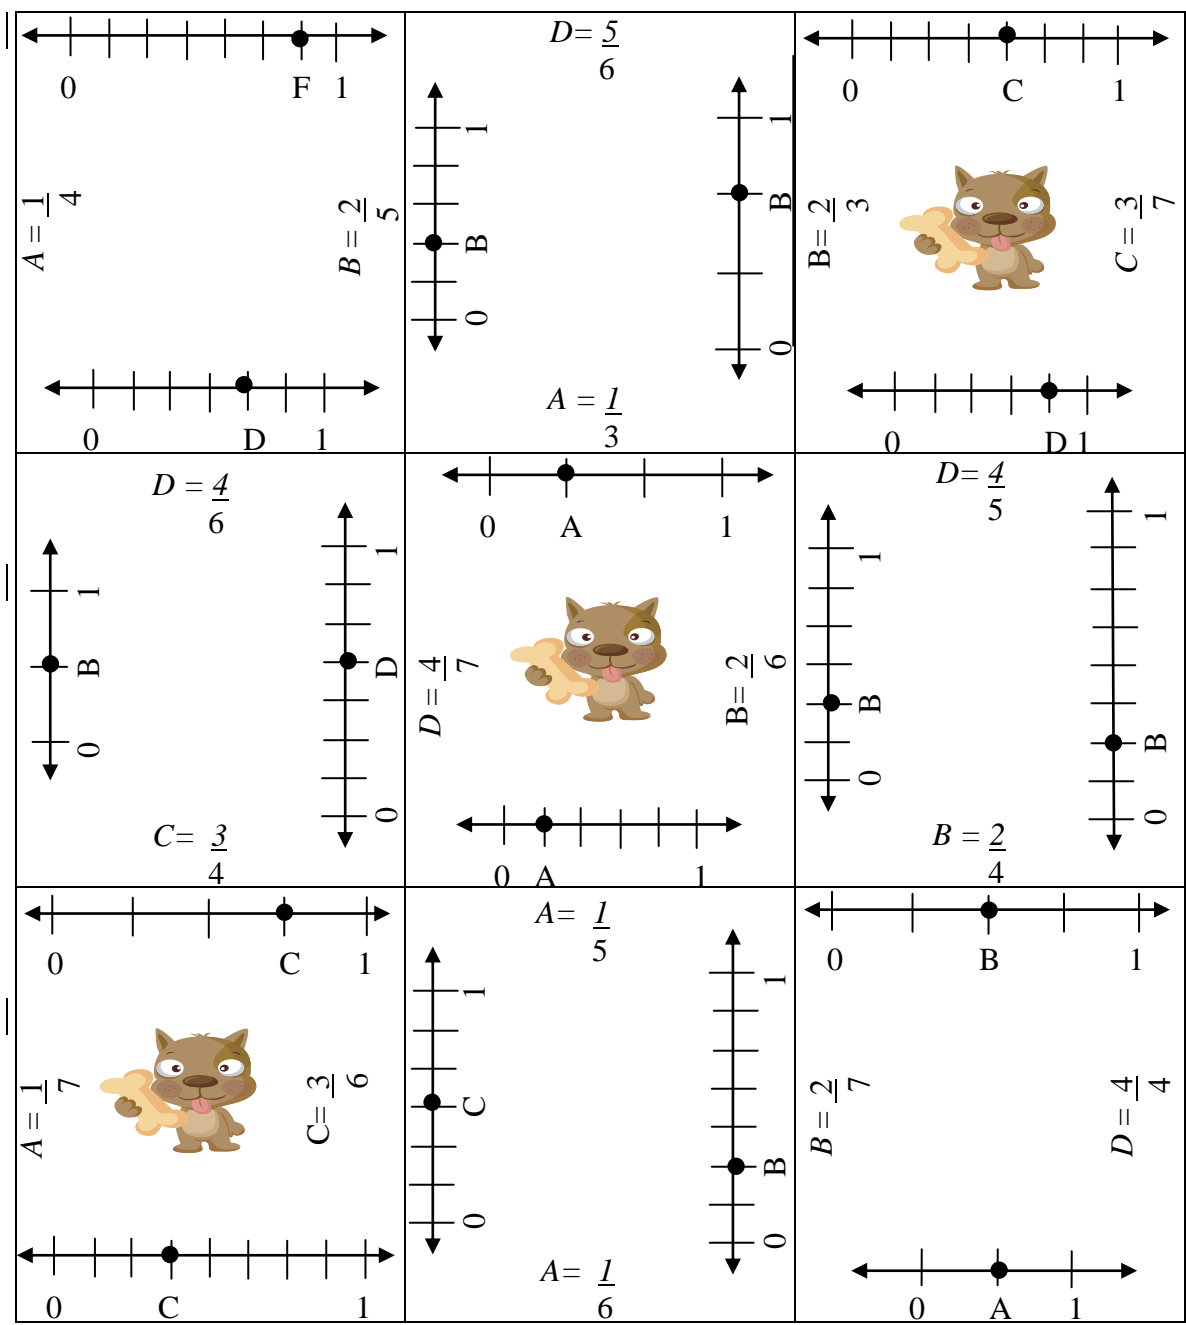 0 F 1
A = 1
4
B = 2
5
0 D 1
D= 5
6
1
B
0
1
B
0
A = 1
3
0 C 1
B= 2
3
C = 3
7
0 D 1
D = 4
6
1
B
0
1
D
0
C= 3
4
0 A 1
D = 4
7
B= 2
6
0 A 1
D= 4
5
1
B
0
1
B
0
B = 2
4
0 C 1
A = 1
7
C= 3
6
0 C 1
A= 1
5
1
C
0
1
B
0
A= 1
6
0 B 1
B = 2
7
D = 4
4
0 A 1